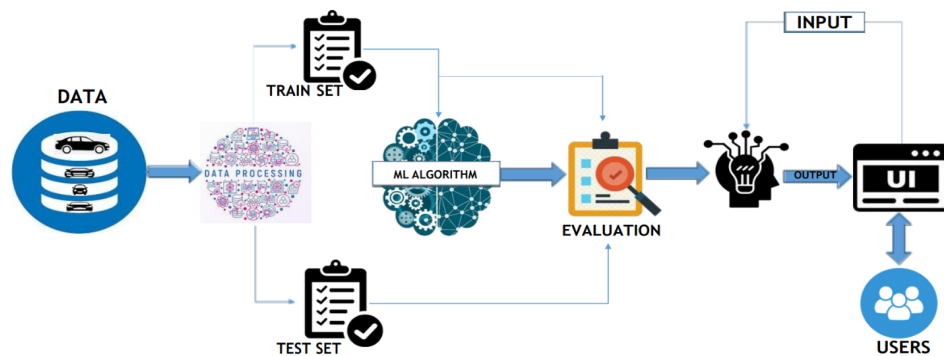 INPUT
TRAIN SET
DATA
DATA PROCESSING
ML ALGORITHM
OUTPUT
UI
EVALUATION
TEST SET
USERS